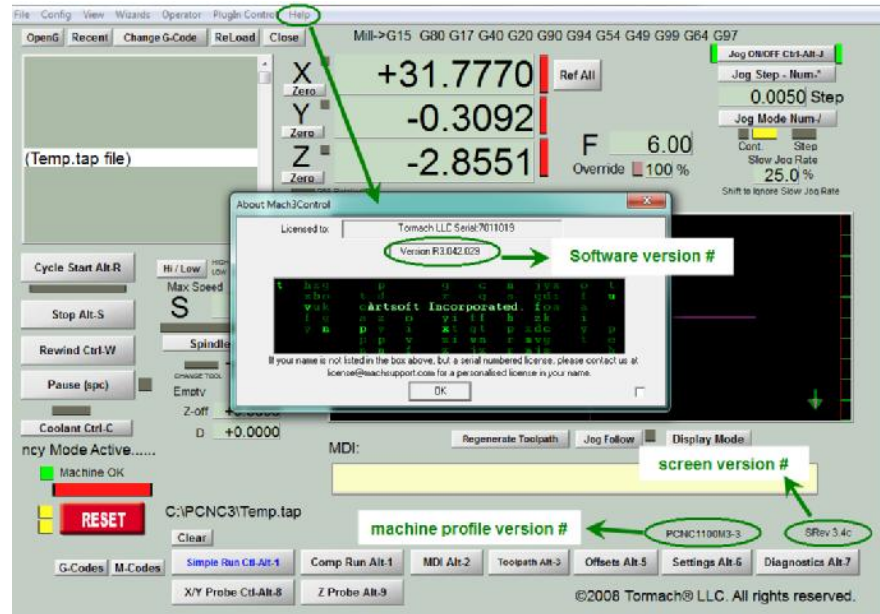 File Config View Wizards Operator PlugIn Control Help
OpenG Recent Change G-Code ReLoad Close
Mill->G15 G80 G17 G40 G20 G90 G94 G54 G49 G99 G64 G97
Jog ON/OFF Ctrl-Alt-J
Jog Step - Num-*
0.0050 Step
Jog Mode Num-/
Cont. Step
Slow Jog Rate
25.0 %
Shift to Ignore Slow Jog Rate
X +31.7770 Ref All
Zero
Y -0.3092
Zero
Z -2.8551
Zero
F 6.00
Override 100 %
(Temp.tap file)
About Mach3Control
Licensed to: Tormach LLC Serial:7011019
Version R3.042.029
Software version #
Artsoft Incorporated.
If your name is not listed in the box above, but a serial numbered license, please contact us at
license@machsupport.com for a personalised license in your name.
OK
Cycle Start Alt-R
Stop Alt-S
Rewind Ctrl-W
Pause (spc)
Coolant Ctrl-C
Hi / Low
Max Speed
S
Spindle
CHANGE TOOL
Empty
Z-off +0.0000
D +0.0000
ncy Mode Active......
Machine OK
RESET
G-Codes M-Codes
MDI:
Regenerate Toolpath Jog Follow Display Mode
screen version #
C:\PCNC3\Temp.tap
Clear
machine profile version #
PCNC1100M3-3 SRev 3.4c
Simple Run Ctl-Alt-1 Comp Run Alt-1 MDI Alt-2 Toolpath Alt-3 Offsets Alt-5 Settings Alt-6 Diagnostics Alt-7
X/Y Probe Ctl-Alt-8 Z Probe Alt-9
©2008 Tormach® LLC. All rights reserved.